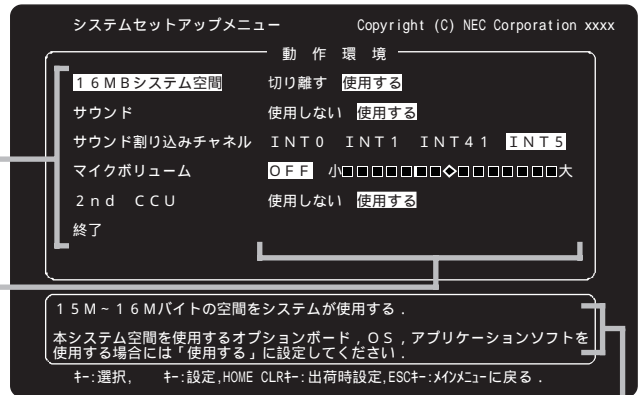 システムセットアップメニュー Copyright (C) NEC Corporation xxxx
動 作 環 境
16MBシステム空間 切り離す 使用する
サウンド 使用しない 使用する
サウンド割り込みチャネル INT0 INT1 INT41 INT5
マイクボリューム OFF 小□□□□□□□□◇□□□□□□□大
2nd CCU 使用しない 使用する
終了
15M~16Mバイトの空間をシステムが使用する.
本システム空間を使用するオプションボード,OS,アプリケーションソフトを
使用する場合には「使用する」に設定してください.
キー:選択, キー:設定,HOME CLRキー:出荷時設定,ESCキー:メインメニューに戻る.